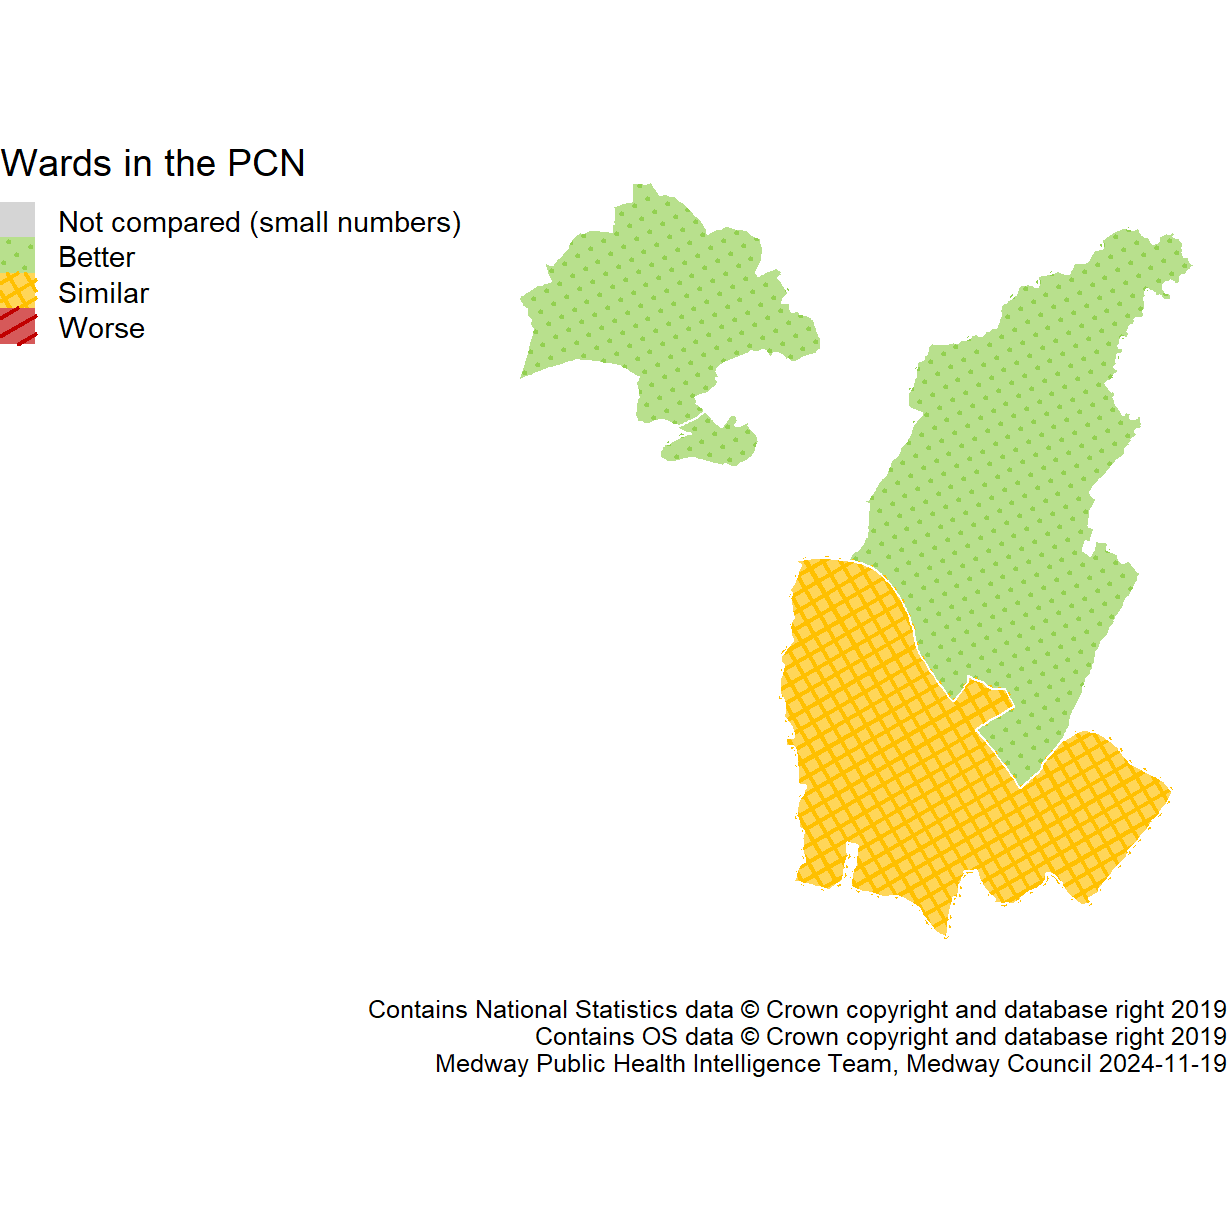 Wards in the PCN
Not compared (small numbers)
Better
Similar
Worse
Contains National Statistics data © Crown copyright and database right 2019
Contains OS data © Crown copyright and database right 2019
Medway Public Health Intelligence Team, Medway Council 2024-11-19